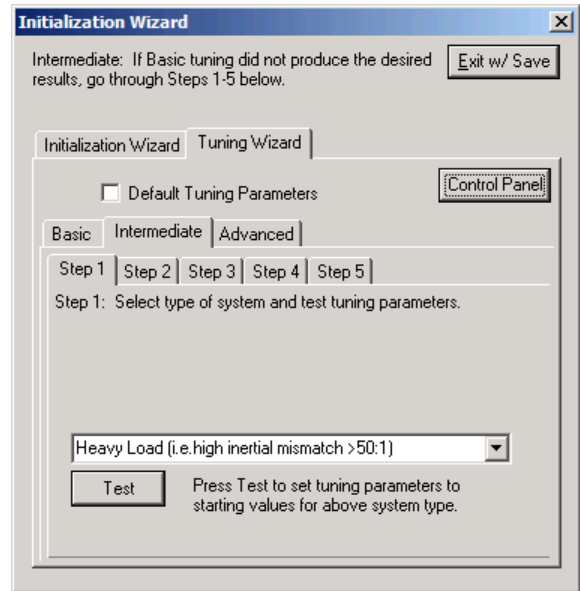 Initialization Wizard
Intermediate: If Basic tuning did not produce the desired
results, go through Steps 1-5 below.
Exit w/ Save
Initialization Wizard Tuning Wizard
Default Tuning Parameters
Control Panel
Basic Intermediate Advanced
Step 1 Step 2 Step 3 Step 4 Step 5
Step 1: Select type of system and test tuning parameters.
Heavy Load (i.e.high inertial mismatch >50:1)
Test
Press Test to set tuning parameters to
starting values for above system type.